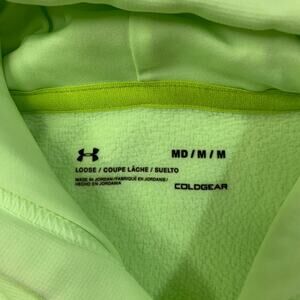 MD / M / M
LOOSE / COUPE LÂCHE / SUELTO
MADE IN JORDAN / FABRIQUÉ EN JORDANIE /
HECHO EN JORDANIA
COLDGEAR